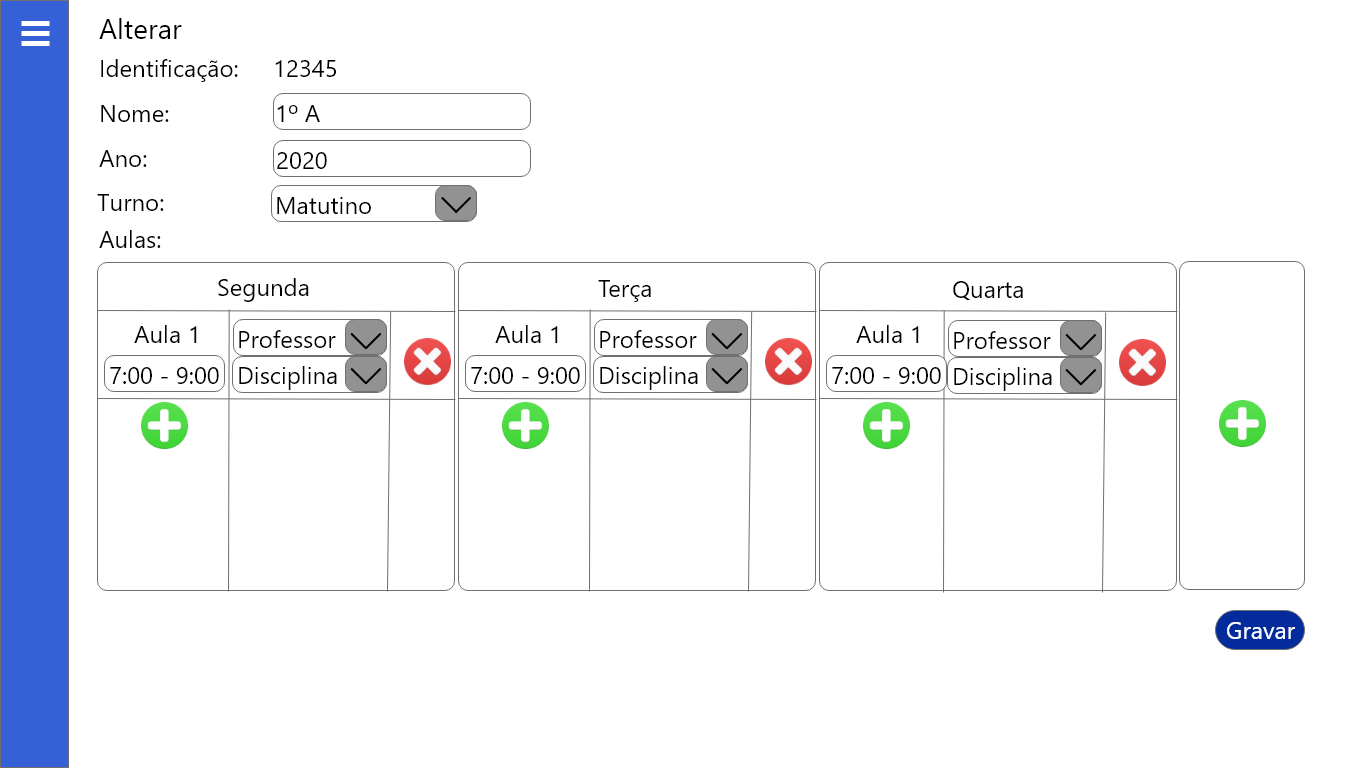 Alterar
Identificação: 12345
Nome: 1º A
Ano: 2020
Turno: Matutino
Aulas:
Segunda Terça Quarta
Aula 1 Professor Aula 1 Professor Aula 1 Professor
7:00 - 9:00 Disciplina 7:00 - 9:00 Disciplina 7:00 - 9:00 Disciplina
Gravar